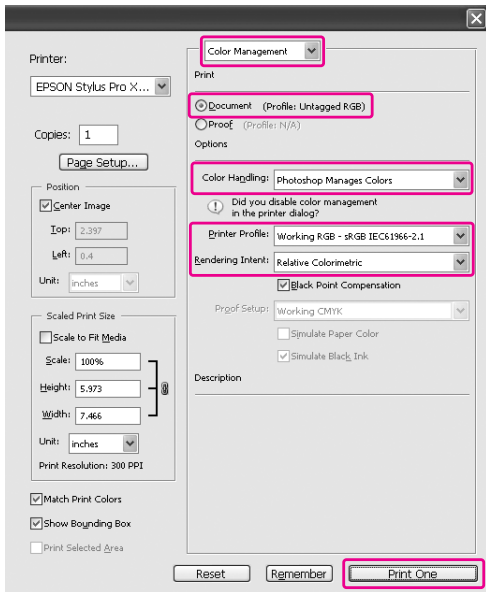 Printer:
EPSON Stylus Pro X...
Copies: 1
Page Setup...
Position
Center Image
Top: 2.397
Left: 0.4
Unit: inches
Scaled Print Size
Scale to Fit Media
Scale: 100%
Height: 5.973
Width: 7.466
Unit: inches
Print Resolution: 300 PPI
Match Print Colors
Show Bounding Box
Print Selected Area
Color Management
Print
Document (Profile: Untagged RGB)
Proof (Profile: N/A)
Options
Color Handling: Photoshop Manages Colors
Did you disable color management
in the printer dialog?
Printer Profile: Working RGB - sRGB IEC61966-2.1
Rendering Intent: Relative Colorimetric
Black Point Compensation
Proof Setup: Working CMYK
Simulate Paper Color
Simulate Black Ink
Description
Reset Remember Print One